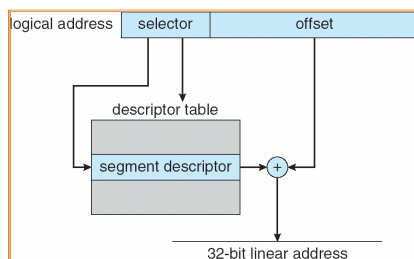 logical address selector offset
descriptor table
segment descriptor +
32-bit linear address